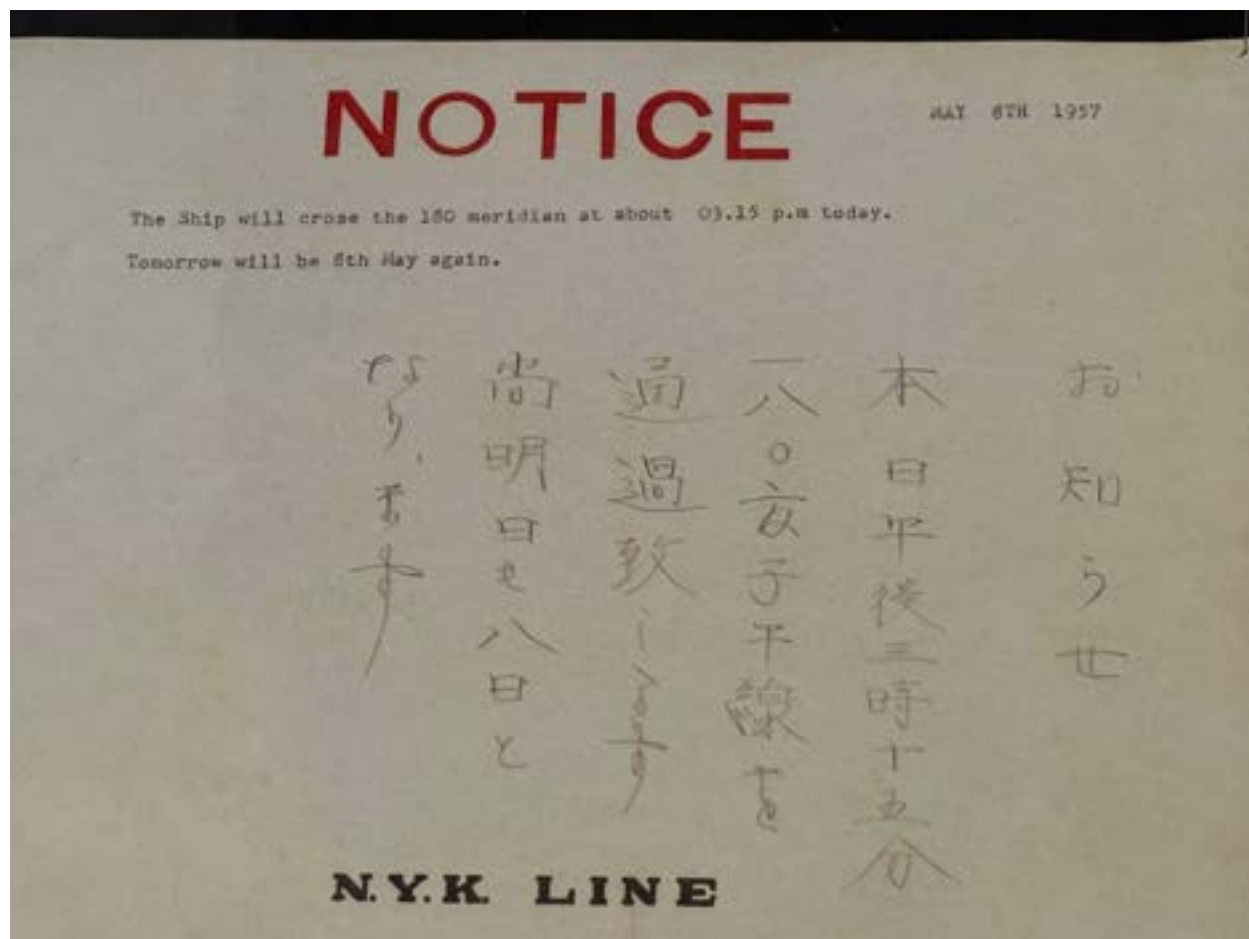 NOTICE
MAY 8TH 1957
The Ship will crose the 180 meridian at about 03.15 p.m today.
Tomorrow will be 8th May again.
お知らせ
本日午後三時十五分
一八〇度子午線を
通過致します
尚明日も八日と
なります
N.Y.K. LINE